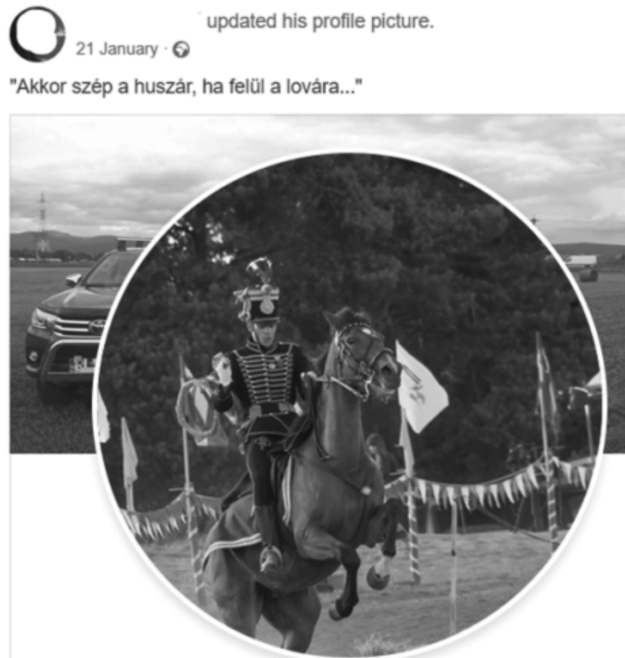 updated his profile picture.
21 January ·
"Akkor szép a huszár, ha felül a lovára..."